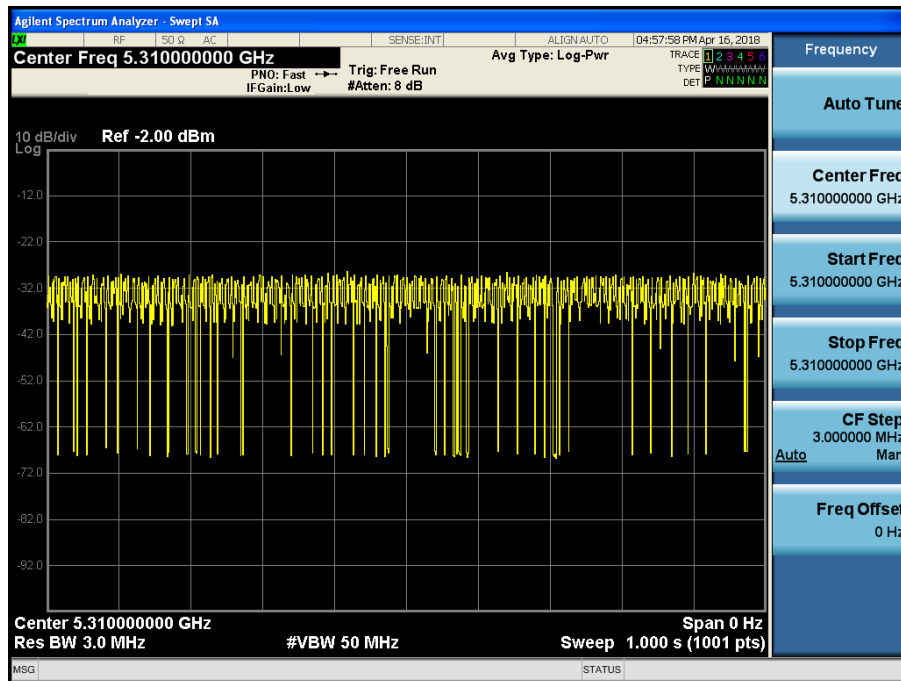 Agilent Spectrum Analyzer - Swept SA
LXI RF 50 Ω AC SENSE:INT ALIGN AUTO 04:57:58 PM Apr 16, 2018
Center Freq 5.310000000 GHz
PNO: Fast
IFGain:Low
Trig: Free Run
#Atten: 8 dB
Avg Type: Log-Pwr
TRACE 1 2 3 4 5 6
TYPE WWWWWW
DET P N N N N N
10 dB/div Ref -2.00 dBm
Log
-12.0
-22.0
-32.0
-42.0
-52.0
-62.0
-72.0
-82.0
-92.0
Center 5.310000000 GHz Span 0 Hz
Res BW 3.0 MHz #VBW 50 MHz Sweep 1.000 s (1001 pts)
MSG STATUS
Frequency
Auto Tune
Center Freq
5.310000000 GHz
Start Freq
5.310000000 GHz
Stop Freq
5.310000000 GHz
CF Step
3.000000 MHz
Auto Man
Freq Offset
0 Hz